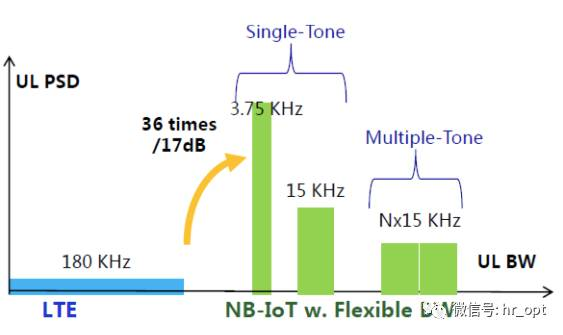 Single-Tone
UL PSD
3.75 KHz
36 times
/17dB
Multiple-Tone
15 KHz
Nx15 KHz
180 KHz
UL BW
LTE
NB-IoT w. Flexible
微信号: hr_opt